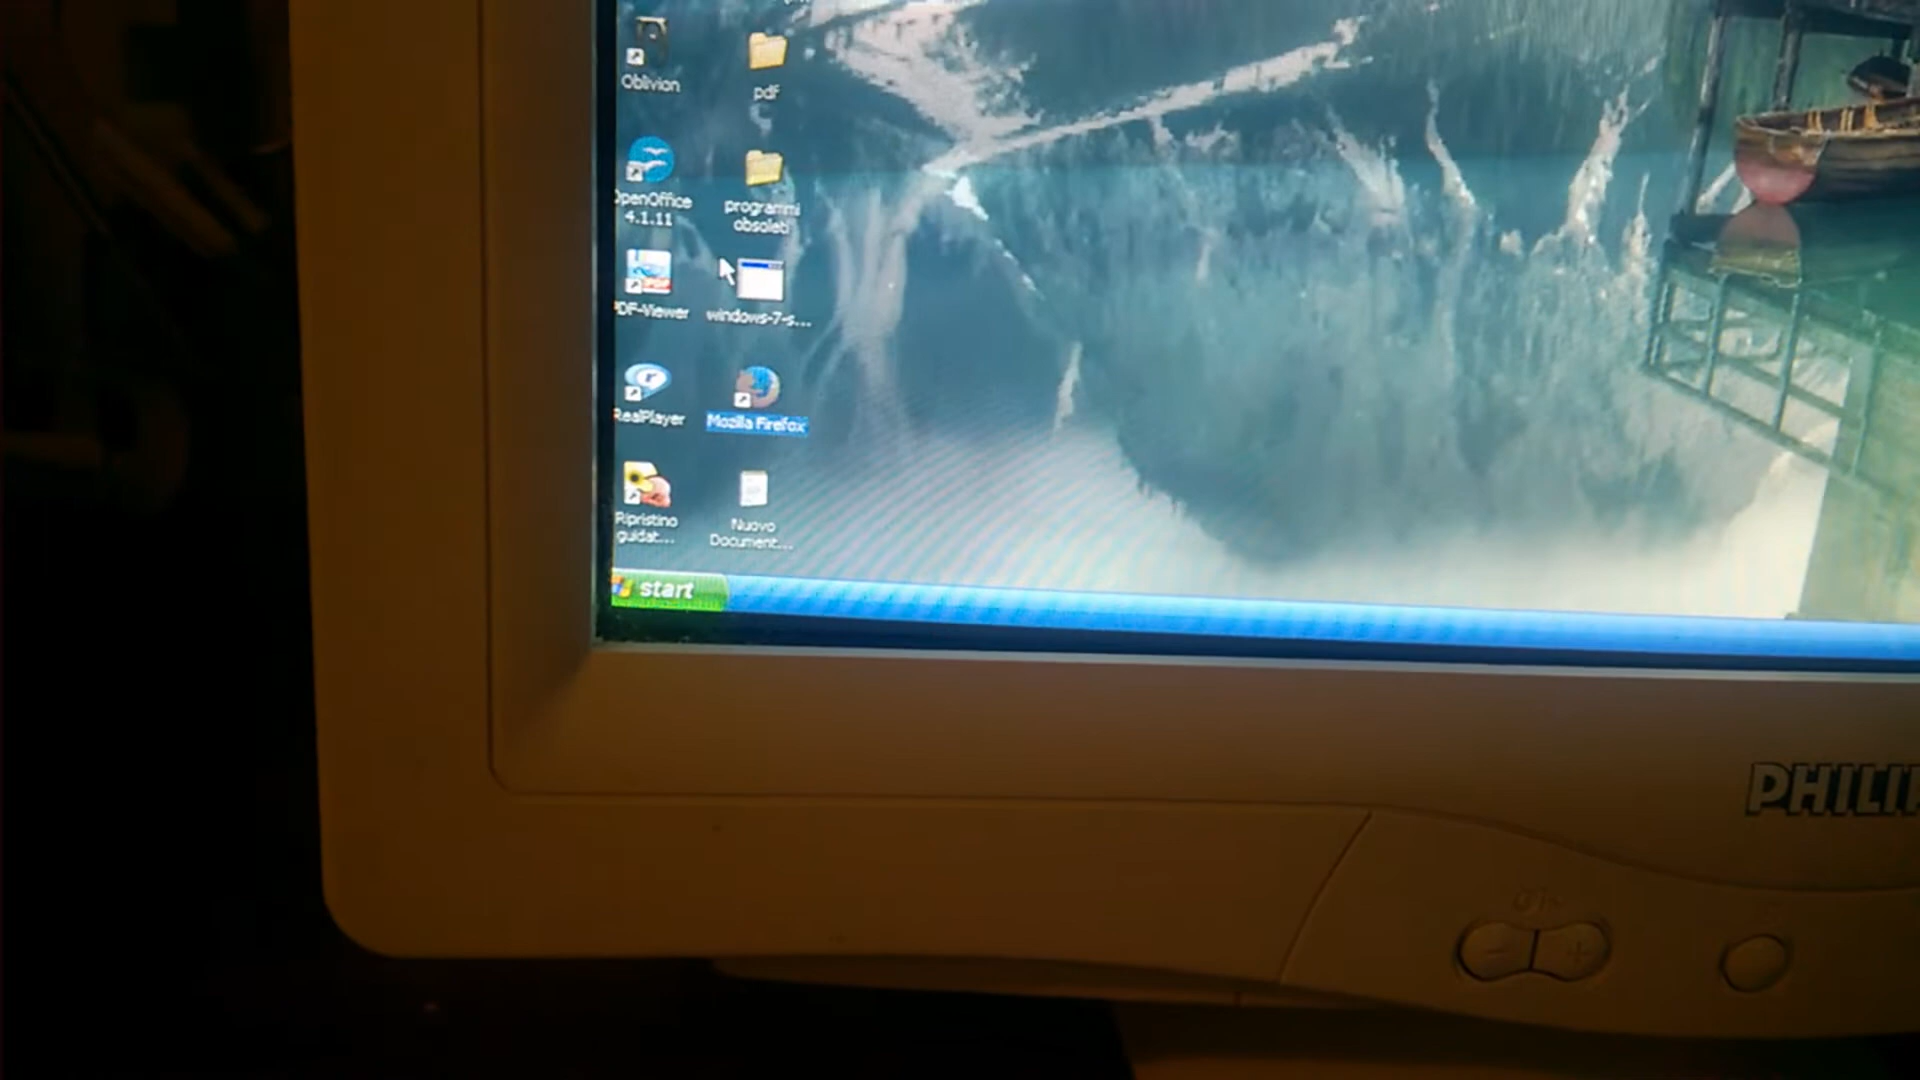 Oblivion
pdf
OpenOffice
4.1.11
programmi
obsoleti
PDF-Viewer
windows-7-s...
RealPlayer
Mozilla Firefox
Ripristino
guidat...
Nuovo
Document...
start
PHILIP